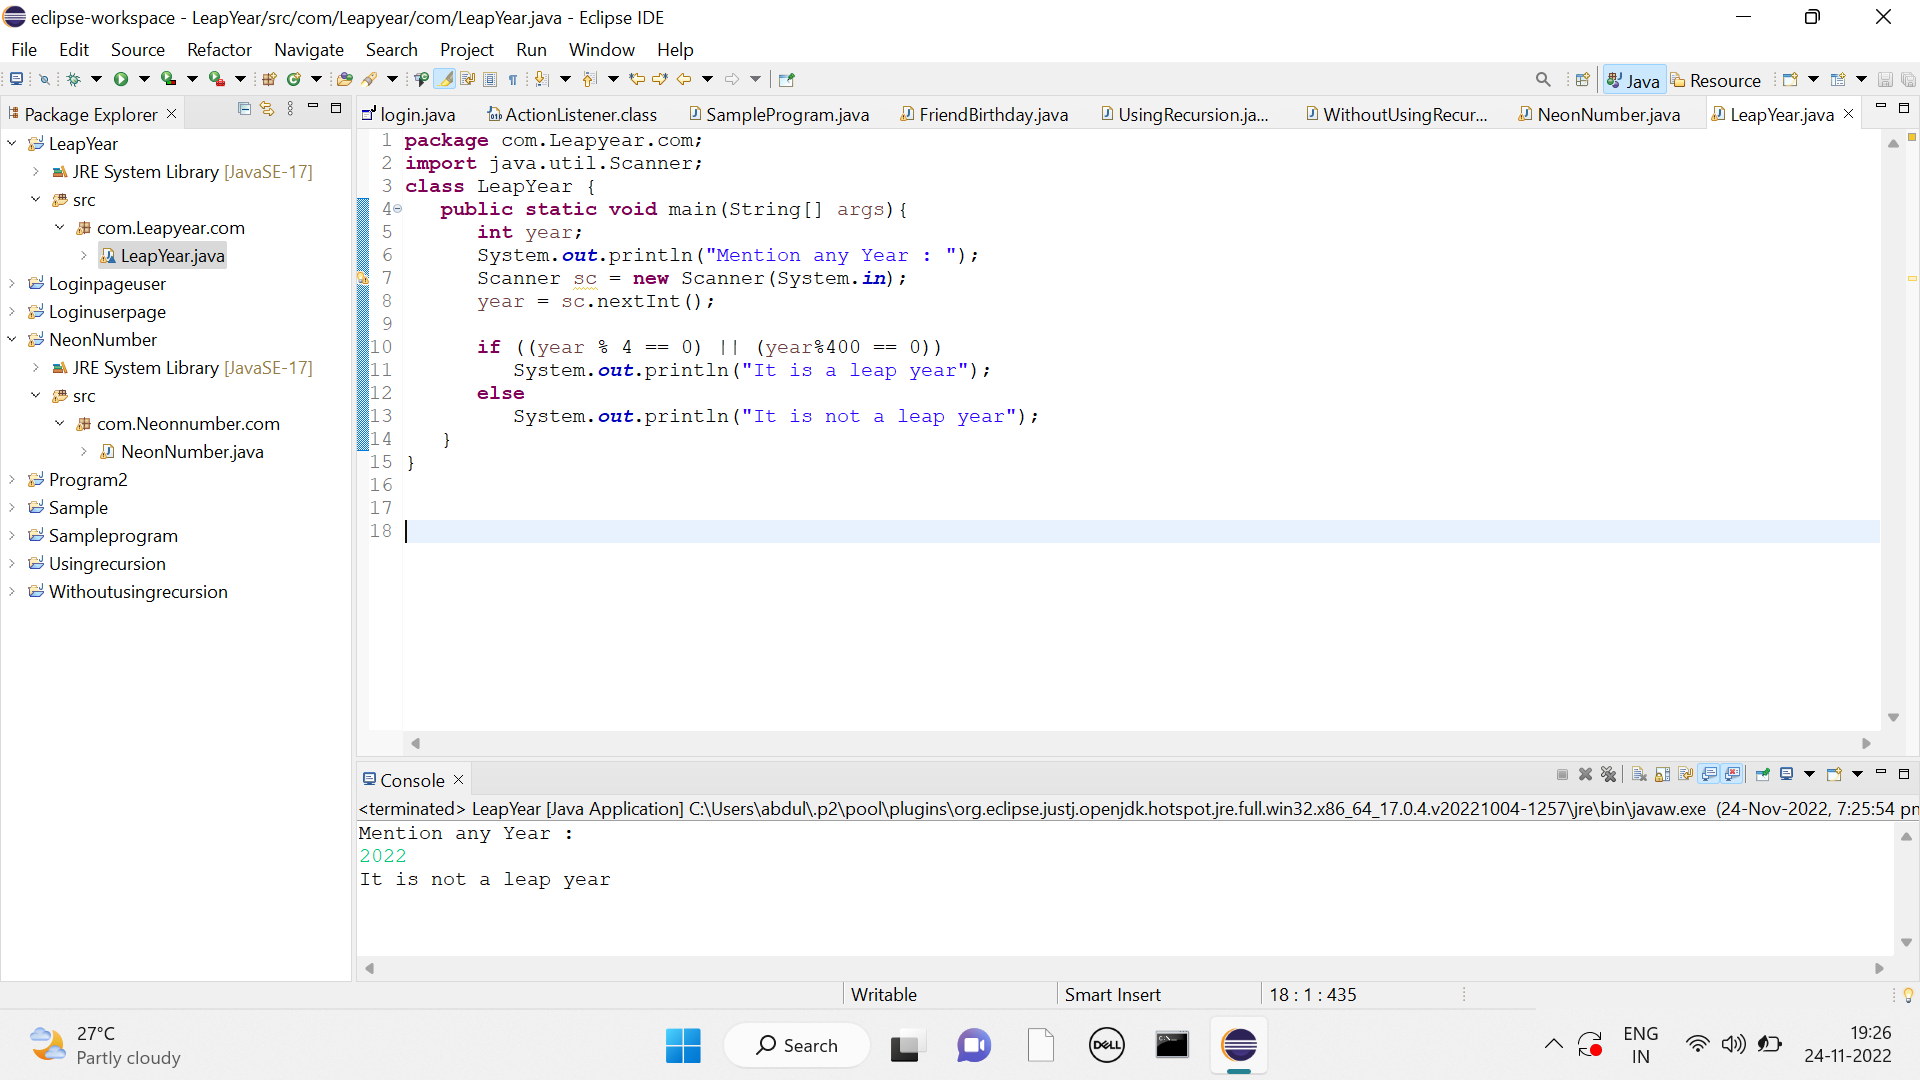 eclipse-workspace - LeapYear/src/com/Leapyear/com/LeapYear.java - Eclipse IDE
File Edit Source Refactor Navigate Search Project Run Window Help
Java Resource
Package Explorer
LeapYear
JRE System Library [JavaSE-17]
src
com.Leapyear.com
LeapYear.java
Loginpageuser
Loginuserpage
NeonNumber
JRE System Library [JavaSE-17]
src
com.Neonnumber.com
NeonNumber.java
Program2
Sample
Sampleprogram
Usingrecursion
Withoutusingrecursion
login.java ActionListener.class SampleProgram.java FriendBirthday.java UsingRecursion.ja... WithoutUsingRecur... NeonNumber.java LeapYear.java
1 package com.Leapyear.com;
2 import java.util.Scanner;
3 class LeapYear {
4 public static void main(String[] args){
5 int year;
6 System.out.println("Mention any Year : ");
7 Scanner sc = new Scanner(System.in);
8 year = sc.nextInt();
9
10 if ((year % 4 == 0) || (year%400 == 0))
11 System.out.println("It is a leap year");
12 else
13 System.out.println("It is not a leap year");
14 }
15 }
16
17
18
Console
<terminated> LeapYear [Java Application] C:\Users\abdul\.p2\pool\plugins\org.eclipse.justj.openjdk.hotspot.jre.full.win32.x86_64_17.0.4.v20221004-1257\jre\bin\javaw.exe (24-Nov-2022, 7:25:54 pm
Mention any Year :
2022
It is not a leap year
Writable Smart Insert 18 : 1 : 435
27°C
Partly cloudy
Search
DELL
ENG
IN
19:26
24-11-2022